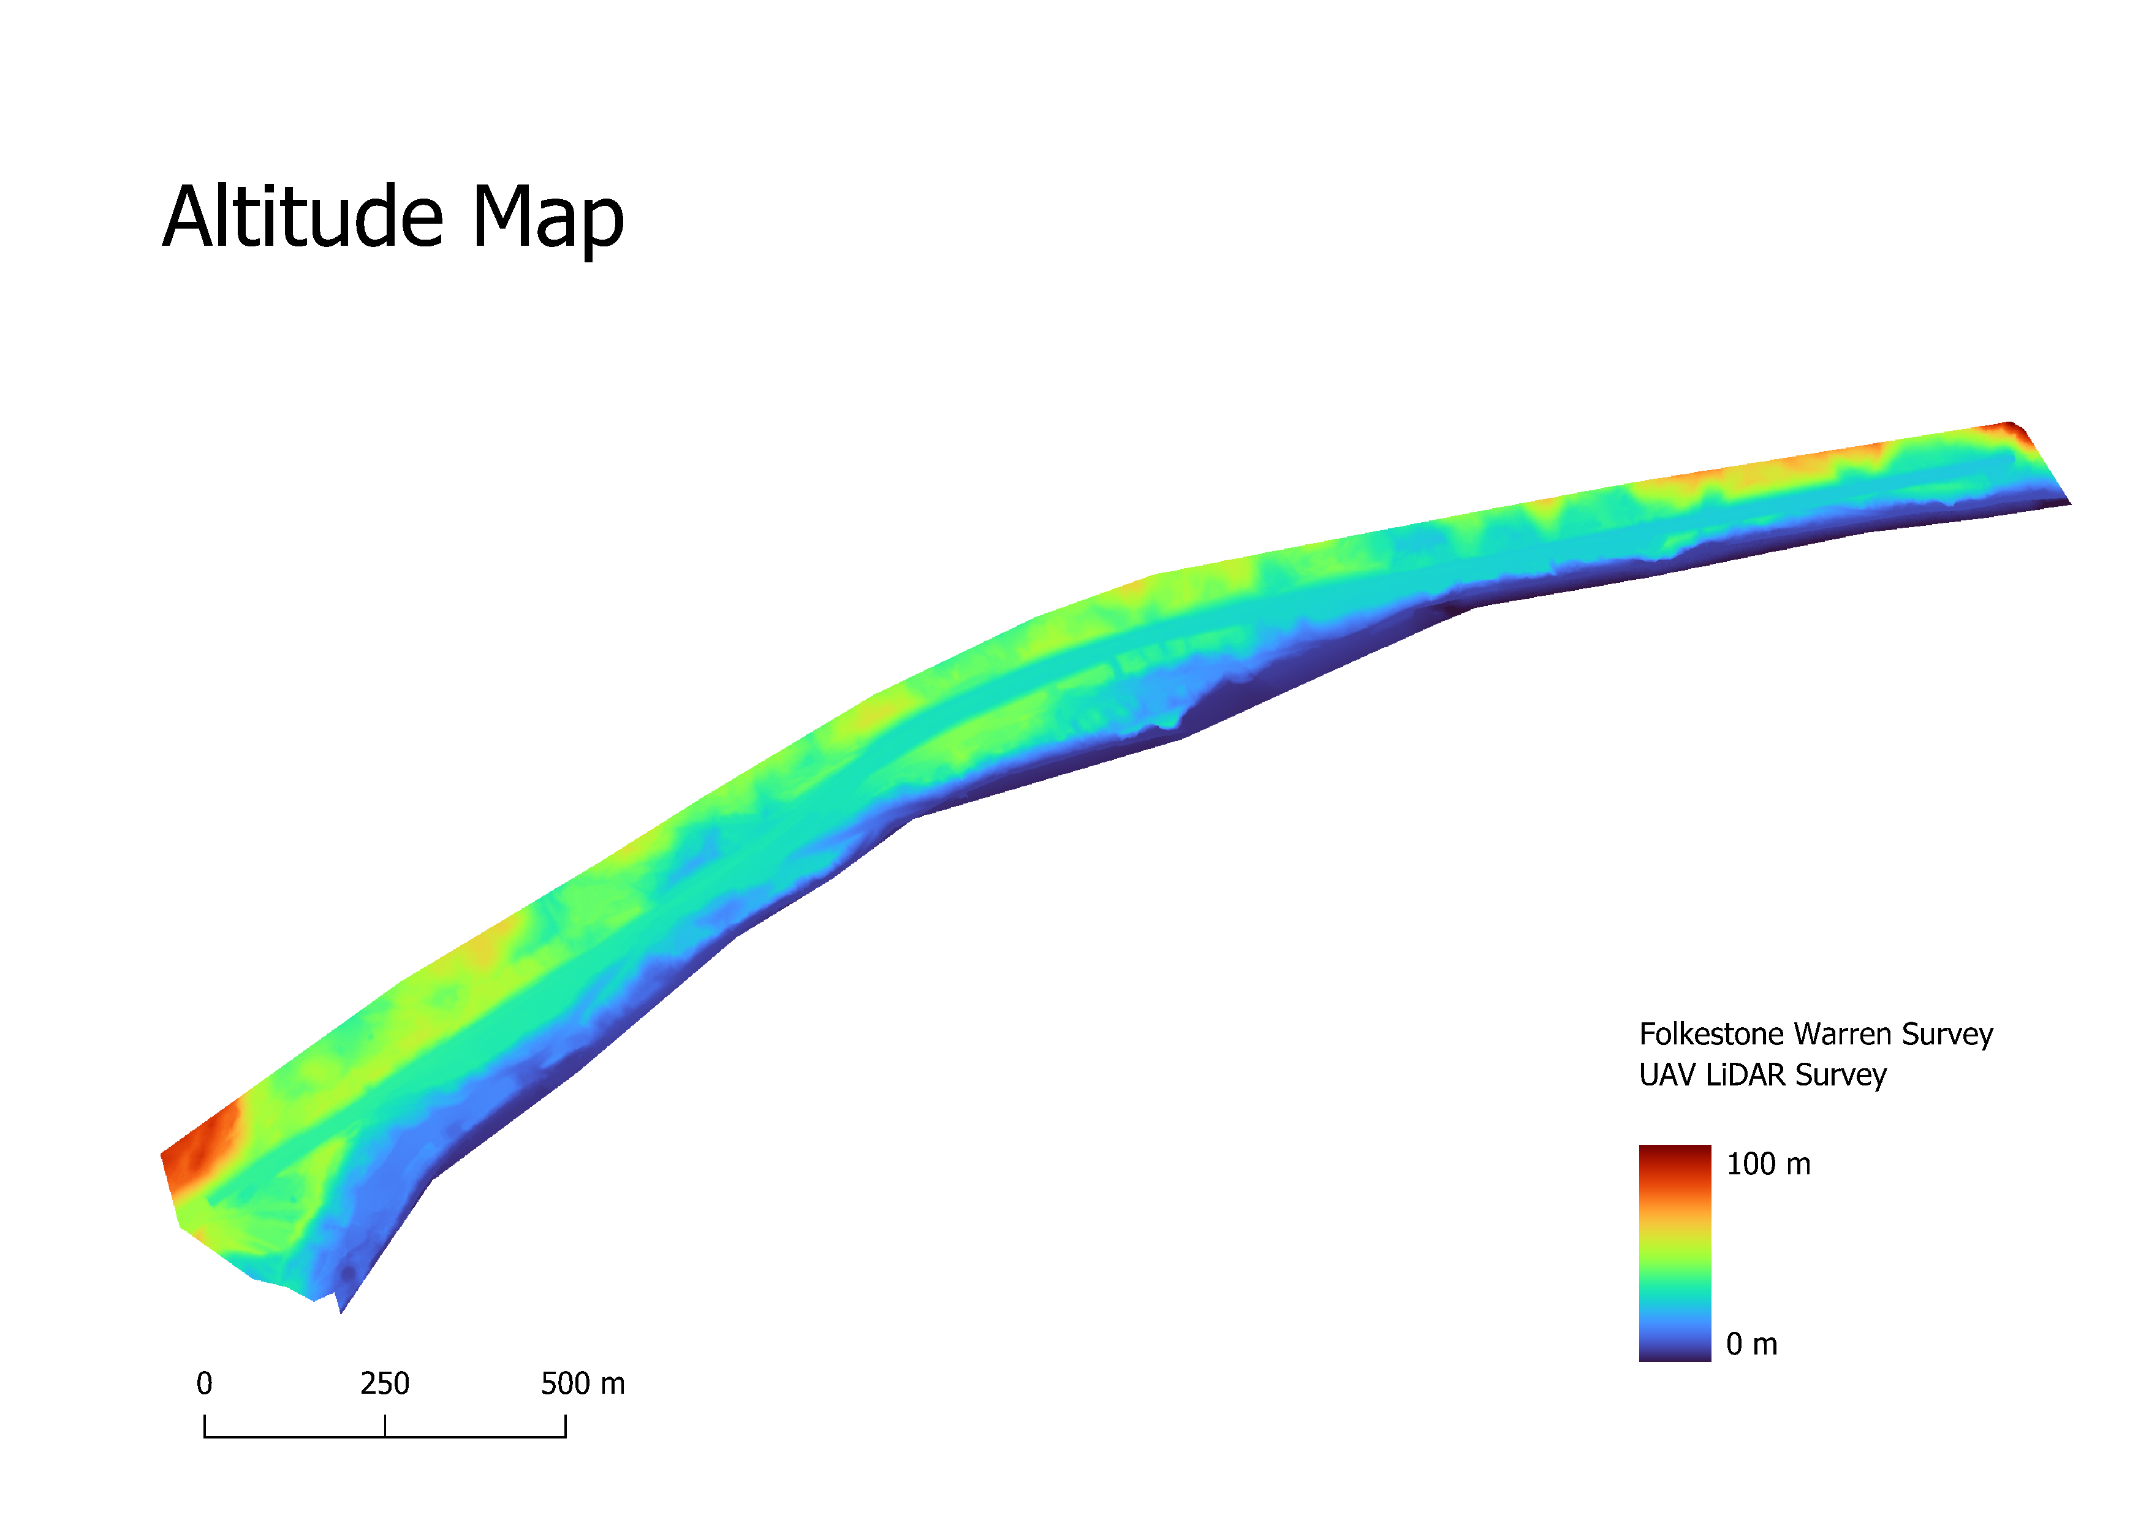 Altitude Map
Folkestone Warren Survey
UAV LiDAR Survey
100 m
0 m
0 250 500 m